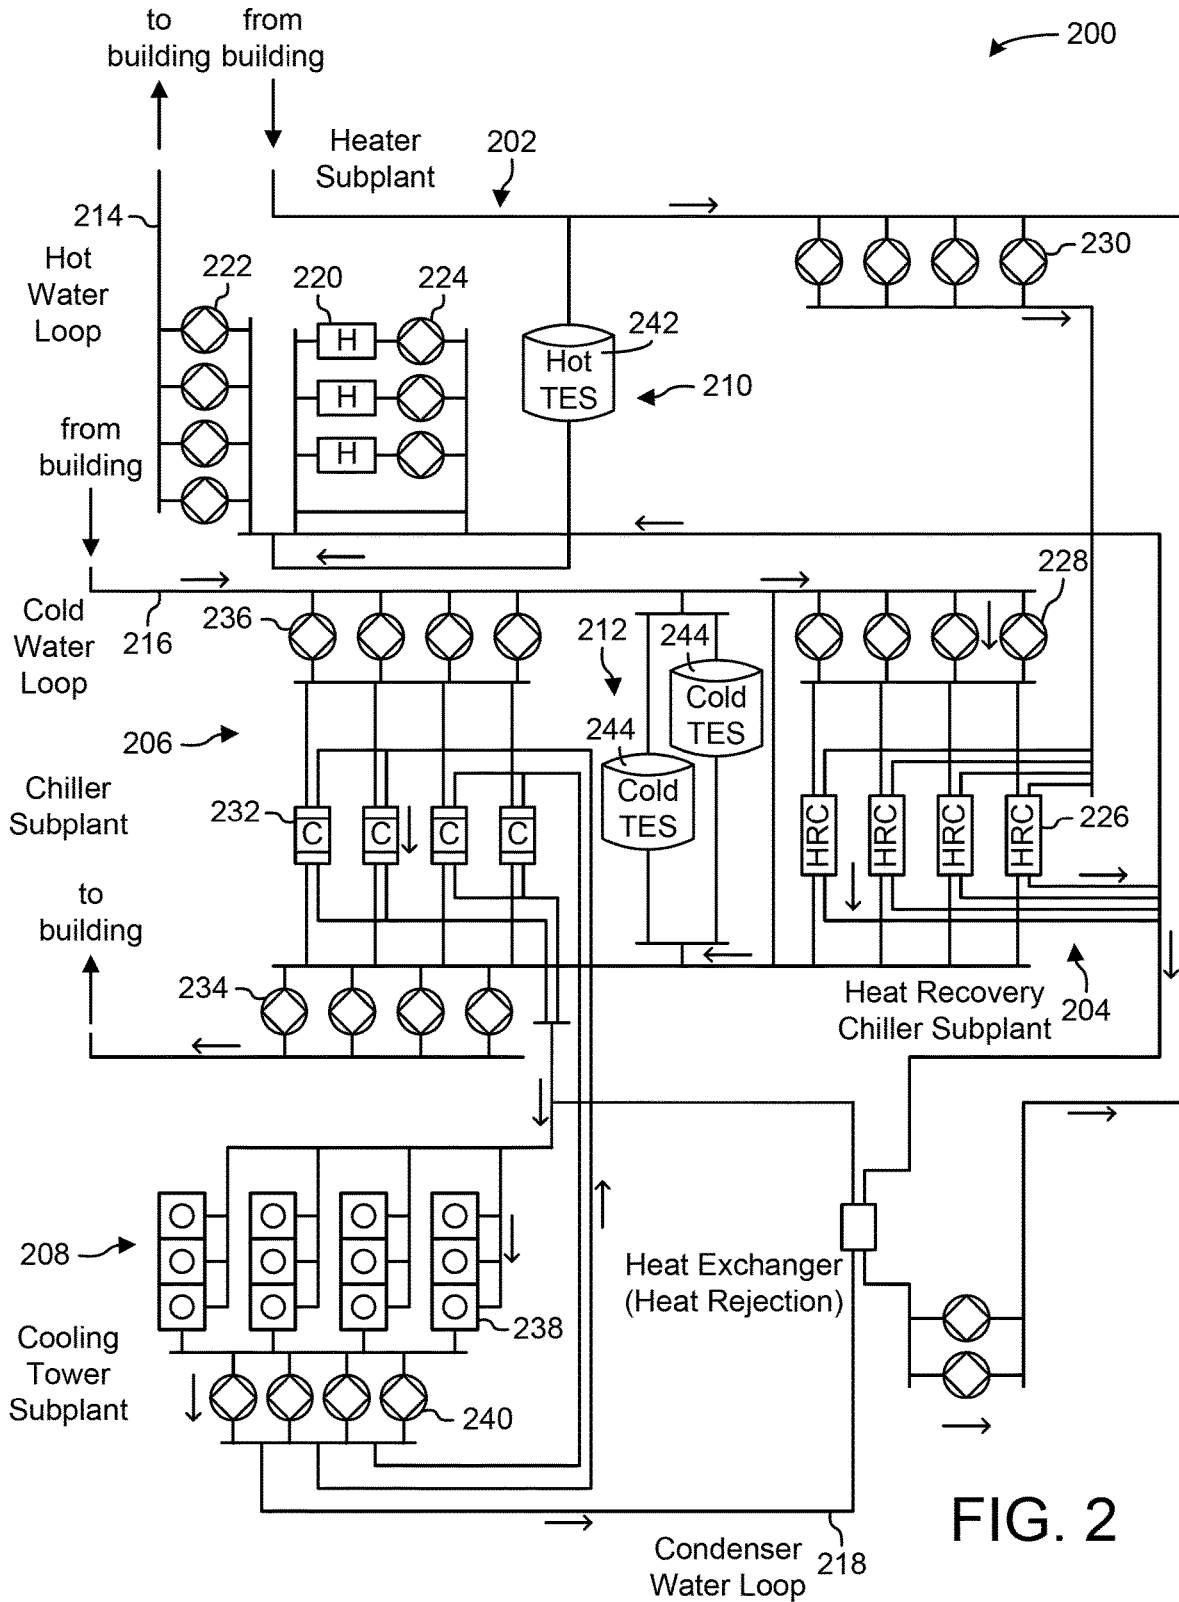 to
building
from
building
200
Heater
Subplant
202
214
Hot
Water
Loop
222
220
224
230
H
H
H
Hot
TES
242
210
from
building
Cold
Water
Loop
216
236
212
244
Cold
TES
244
Cold
TES
228
206
Chiller
Subplant
232
C
C
C
C
HRC
HRC
HRC
HRC
226
to
building
234
Heat Recovery
Chiller Subplant
204
208
238
Cooling
Tower
Subplant
240
Heat Exchanger
(Heat Rejection)
Condenser
Water Loop
218
FIG. 2